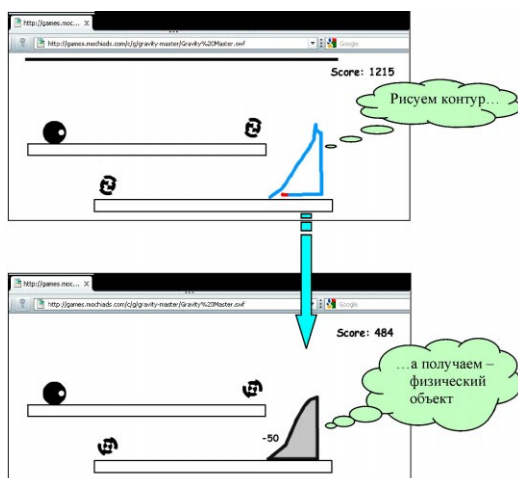 http://games.moc... X
http://games.mochiads.com/c/g/gravity-master/Gravity%20Master.swf
Google
Score: 1215
Рисуем контур…
http://games.moc... X
http://games.mochiads.com/c/g/gravity-master/Gravity%20Master.swf
Google
Score: 484
…а получаем –
физический
объект
-50